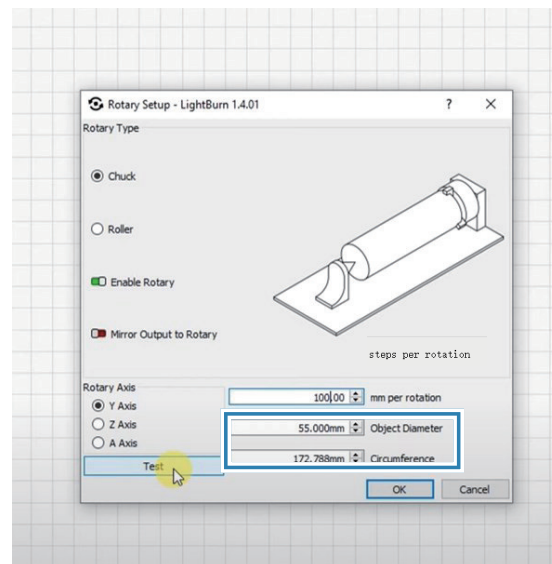 Rotary Setup - LightBurn 1.4.01 ? X
Rotary Type
Chuck
Roller
Enable Rotary
Mirror Output to Rotary
steps per rotation
Rotary Axis
Y Axis
Z Axis
A Axis
Test
100.00 mm per rotation
55.000mm Object Diameter
172.788mm Circumference
OK Cancel